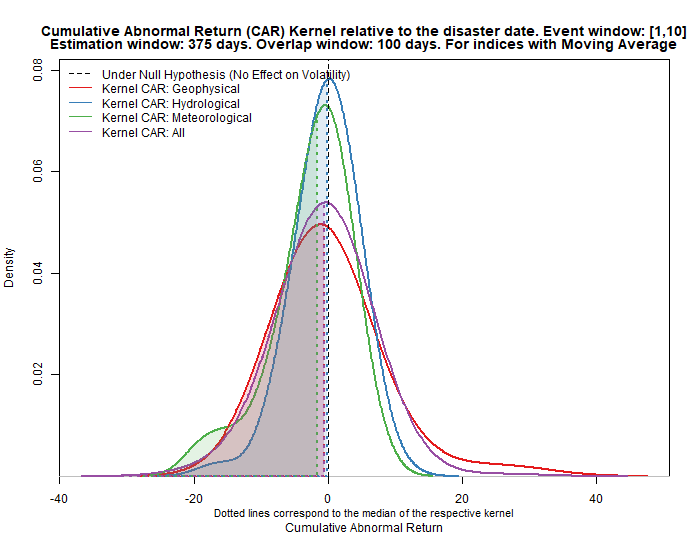 Cumulative Abnormal Return (CAR) Kernel relative to the disaster date. Event window: [1,10]
Estimation window: 375 days. Overlap window: 100 days. For indices with Moving Average
Under Null Hypothesis (No Effect on Volatility)
Kernel CAR: Geophysical
Kernel CAR: Hydrological
Kernel CAR: Meteorological
Kernel CAR: All
0.08
0.06
0.04
0.02
Density
-40
-20
0
20
40
Dotted lines correspond to the median of the respective kernel
Cumulative Abnormal Return